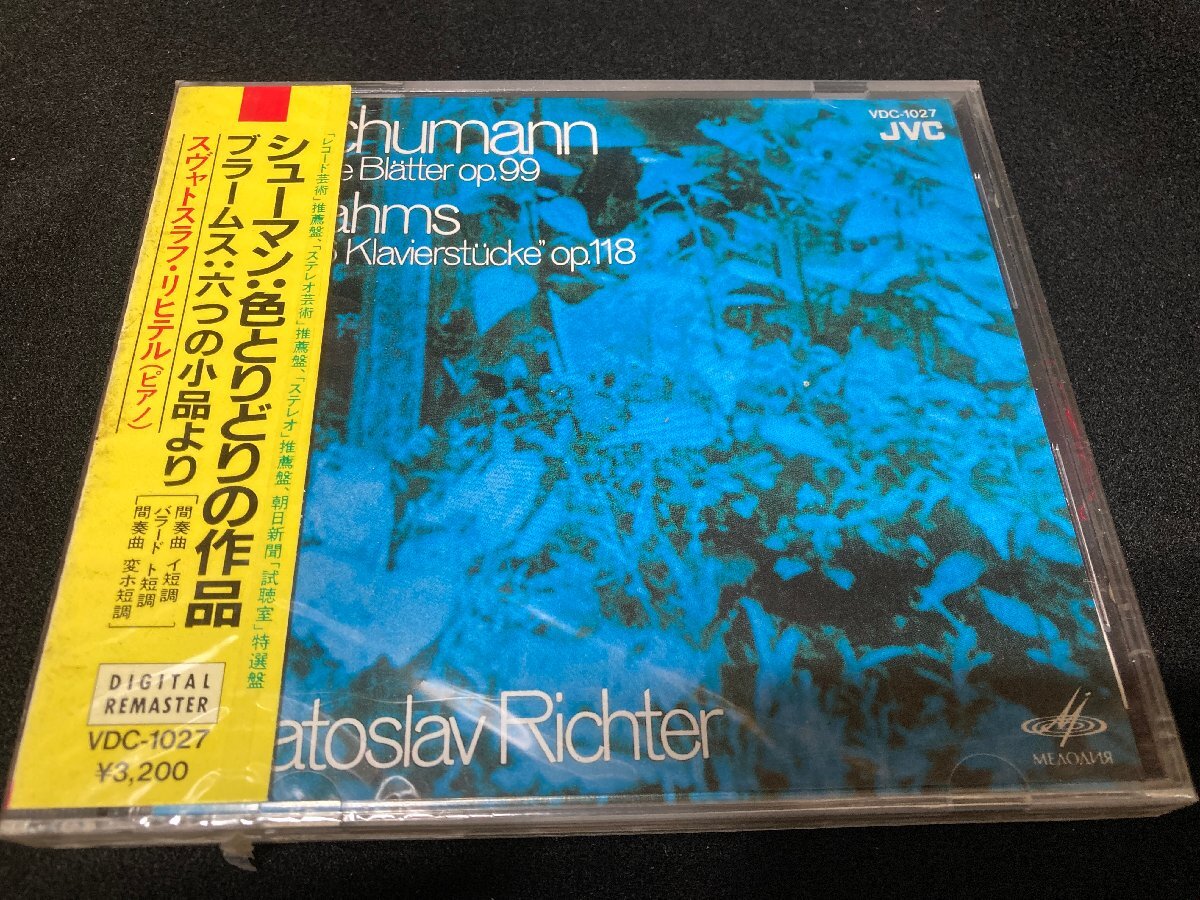 「レコード芸術」推薦盤、「ステレオ芸術」推薦盤、「ステレオ」推薦盤、朝日新聞「試聴室」特選盤
シューマン:色とりどりの作品
ブラームス:六つの小品より
間奏曲 イ短調
バラード ト短調
間奏曲 変ホ短調
スヴャトスラフ・リヒテル(ピアノ)
DIGITAL
REMASTER
VDC-1027
¥3,200
chumann
e Blätter op.99
ahms
Klavierstücke” op.118
VDC-1027
JVC
atoslav Richter
МЕЛОДИЯ